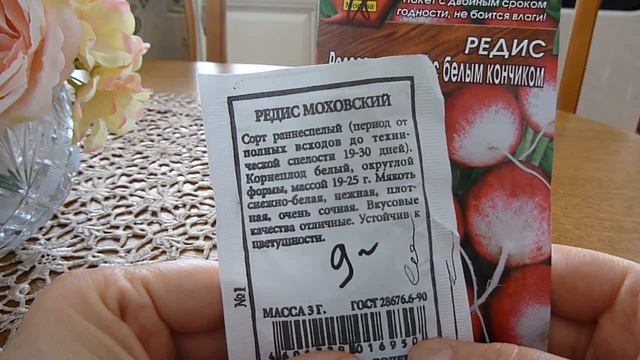 пакет с двойным сроком
годности, не боится влаги!
РЕДИС
с белым кончиком
РЕДИС МОХОВСКИЙ
Сорт раннеспелый (период от
полных всходов до техни-
ческой спелости 19-30 дней).
Корнеплод белый, округлой
формы, массой 19-25 г. Мякоть
снежно-белая, нежная, плот-
ная, очень сочная. Вкусовые
качества отличные. Устойчив к
цветушности.
9~
№1
МАССА 3 Г. ГОСТ 28676.6-90